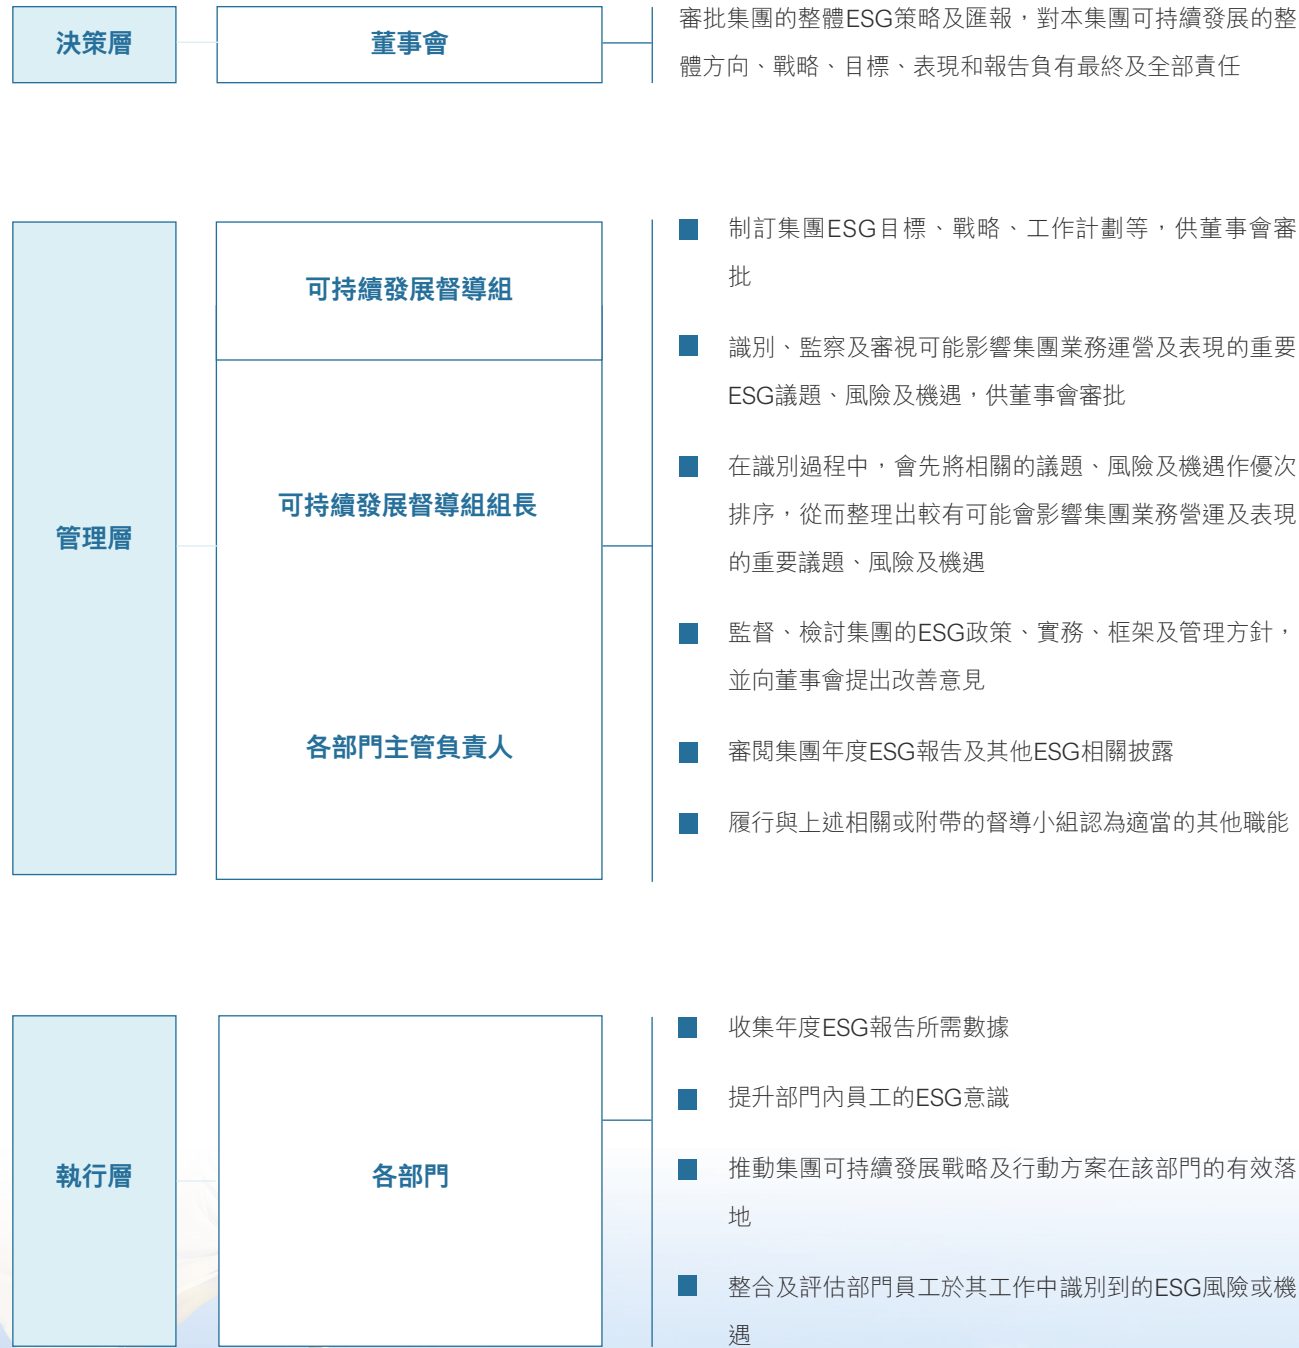 決策層
董事會
審批集團的整體ESG策略及匯報，對本集團可持續發展的整
體方向、戰略、目標、表現和報告負有最終及全部責任
管理層
可持續發展督導組
可持續發展督導組組長
各部門主管負責人
制訂集團ESG目標、戰略、工作計劃等，供董事會審
批
識別、監察及審視可能影響集團業務運營及表現的重要
ESG議題、風險及機遇，供董事會審批
在識別過程中，會先將相關的議題、風險及機遇作優次
排序，從而整理出較有可能會影響集團業務營運及表現
的重要議題、風險及機遇
監督、檢討集團的ESG政策、實務、框架及管理方針，
並向董事會提出改善意見
審閱集團年度ESG報告及其他ESG相關披露
履行與上述相關或附帶的督導小組認為適當的其他職能
執行層
各部門
收集年度ESG報告所需數據
提升部門內員工的ESG意識
推動集團可持續發展戰略及行動方案在該部門的有效落
地
整合及評估部門員工於其工作中識別到的ESG風險或機
遇